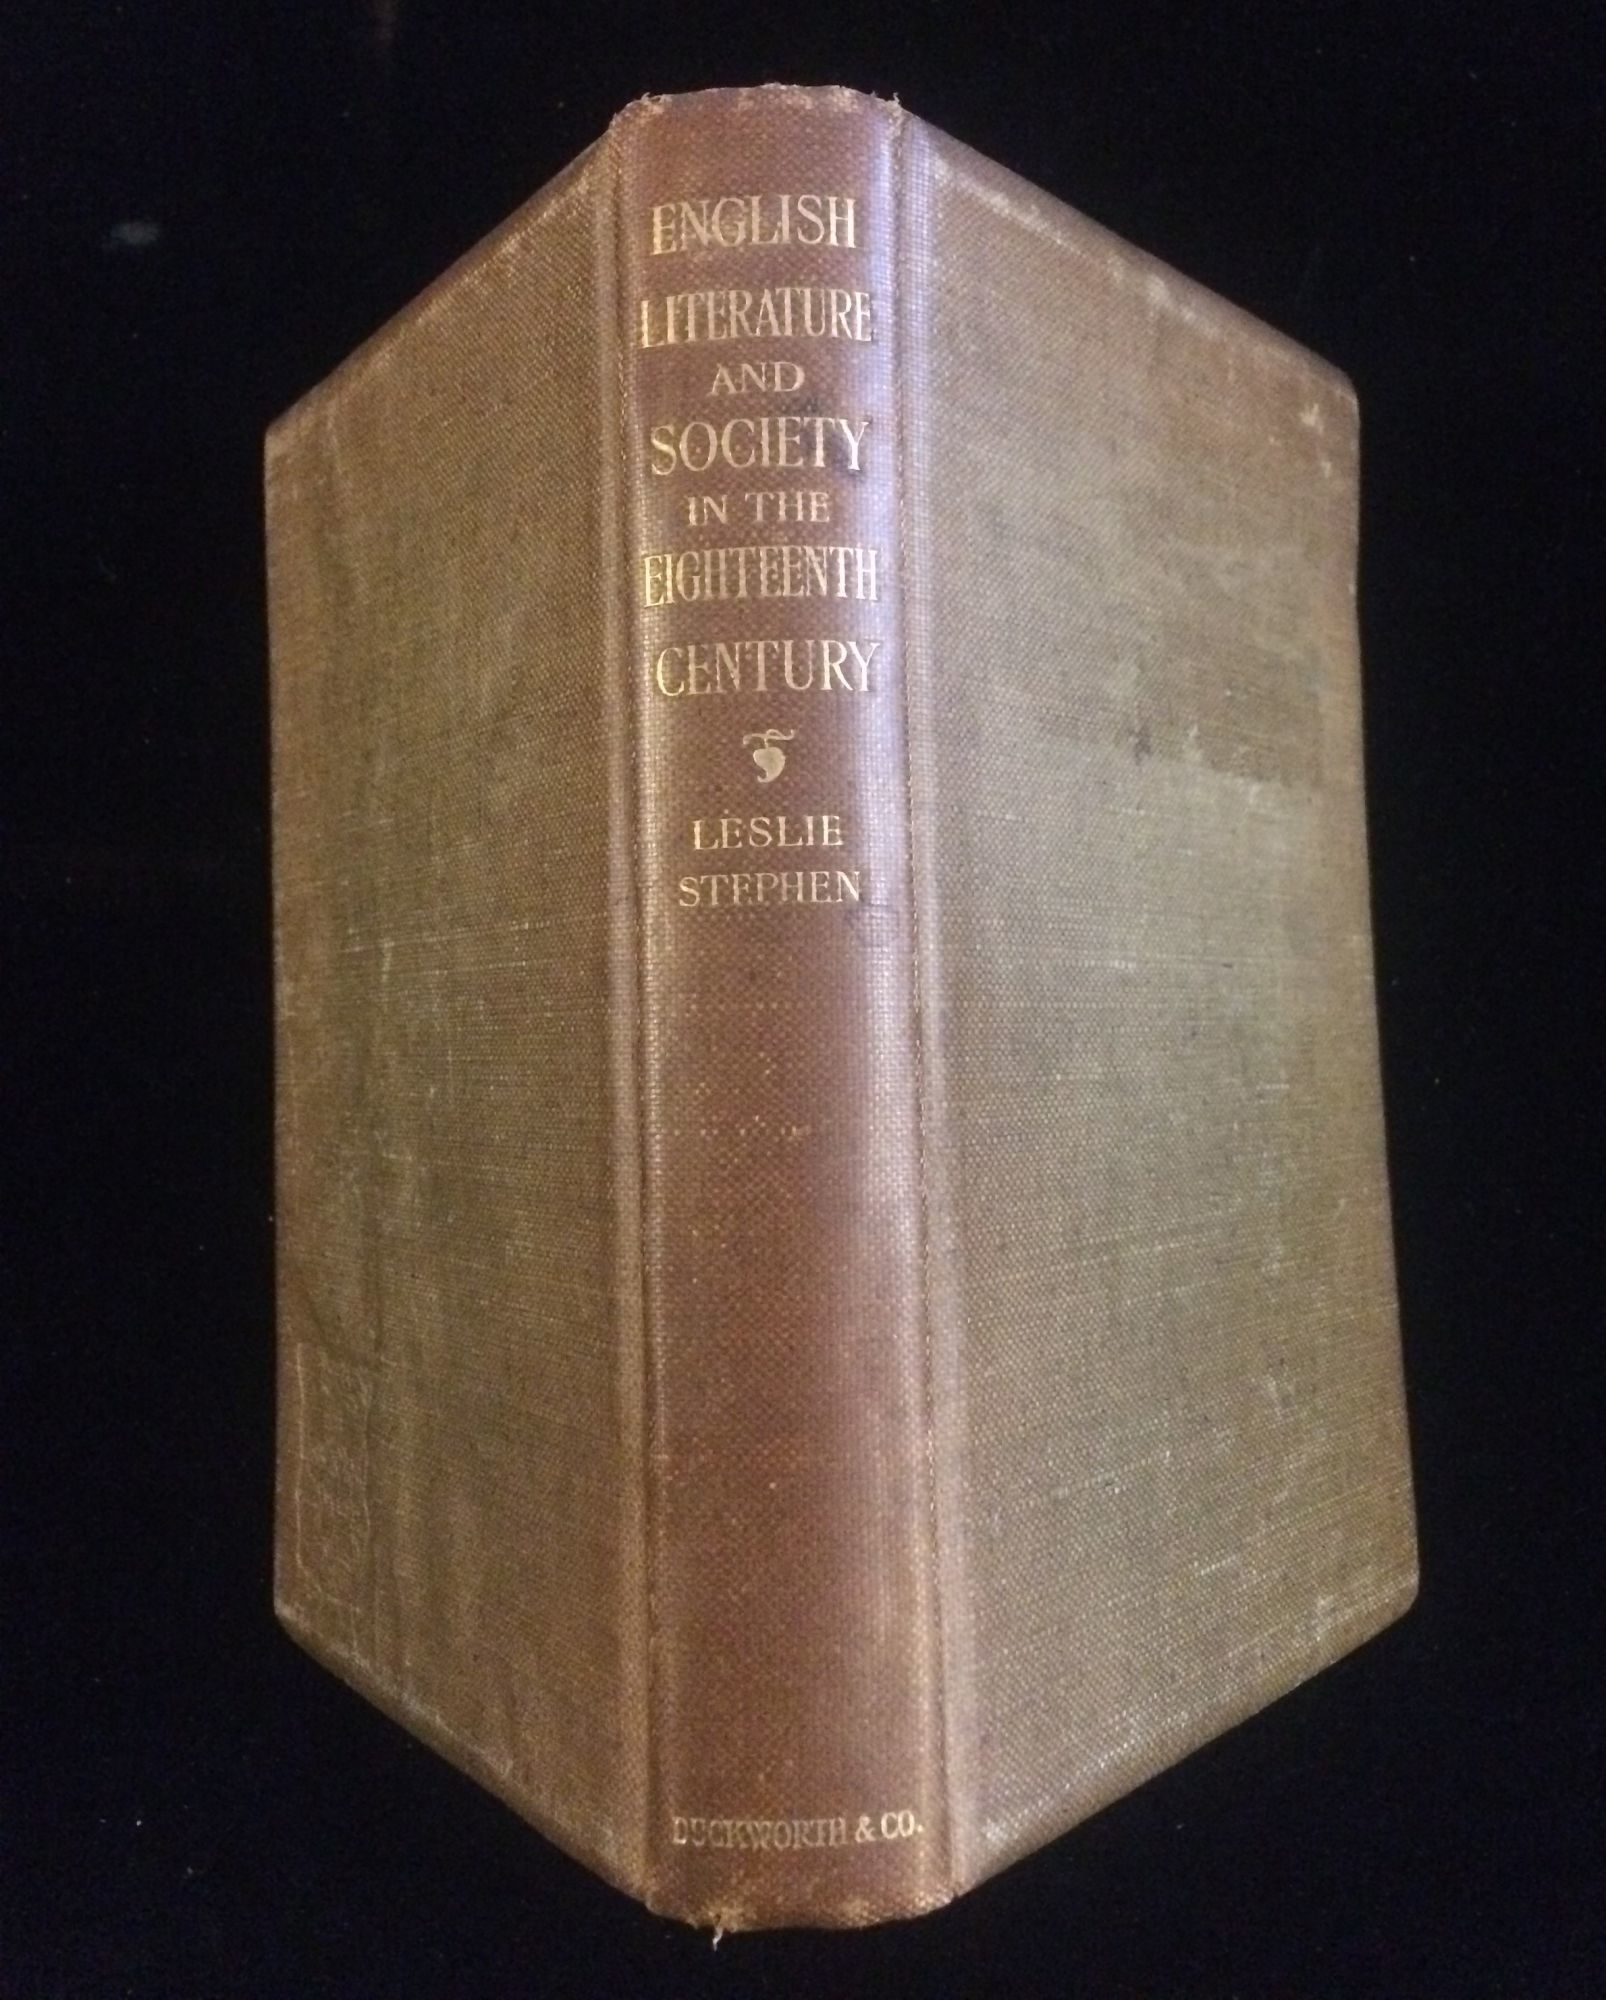 ENGLISH
LITERATURE
AND
SOCIETY
IN THE
EIGHTEENTH
CENTURY
LESLIE
STEPHEN
DUCKWORTH & CO.